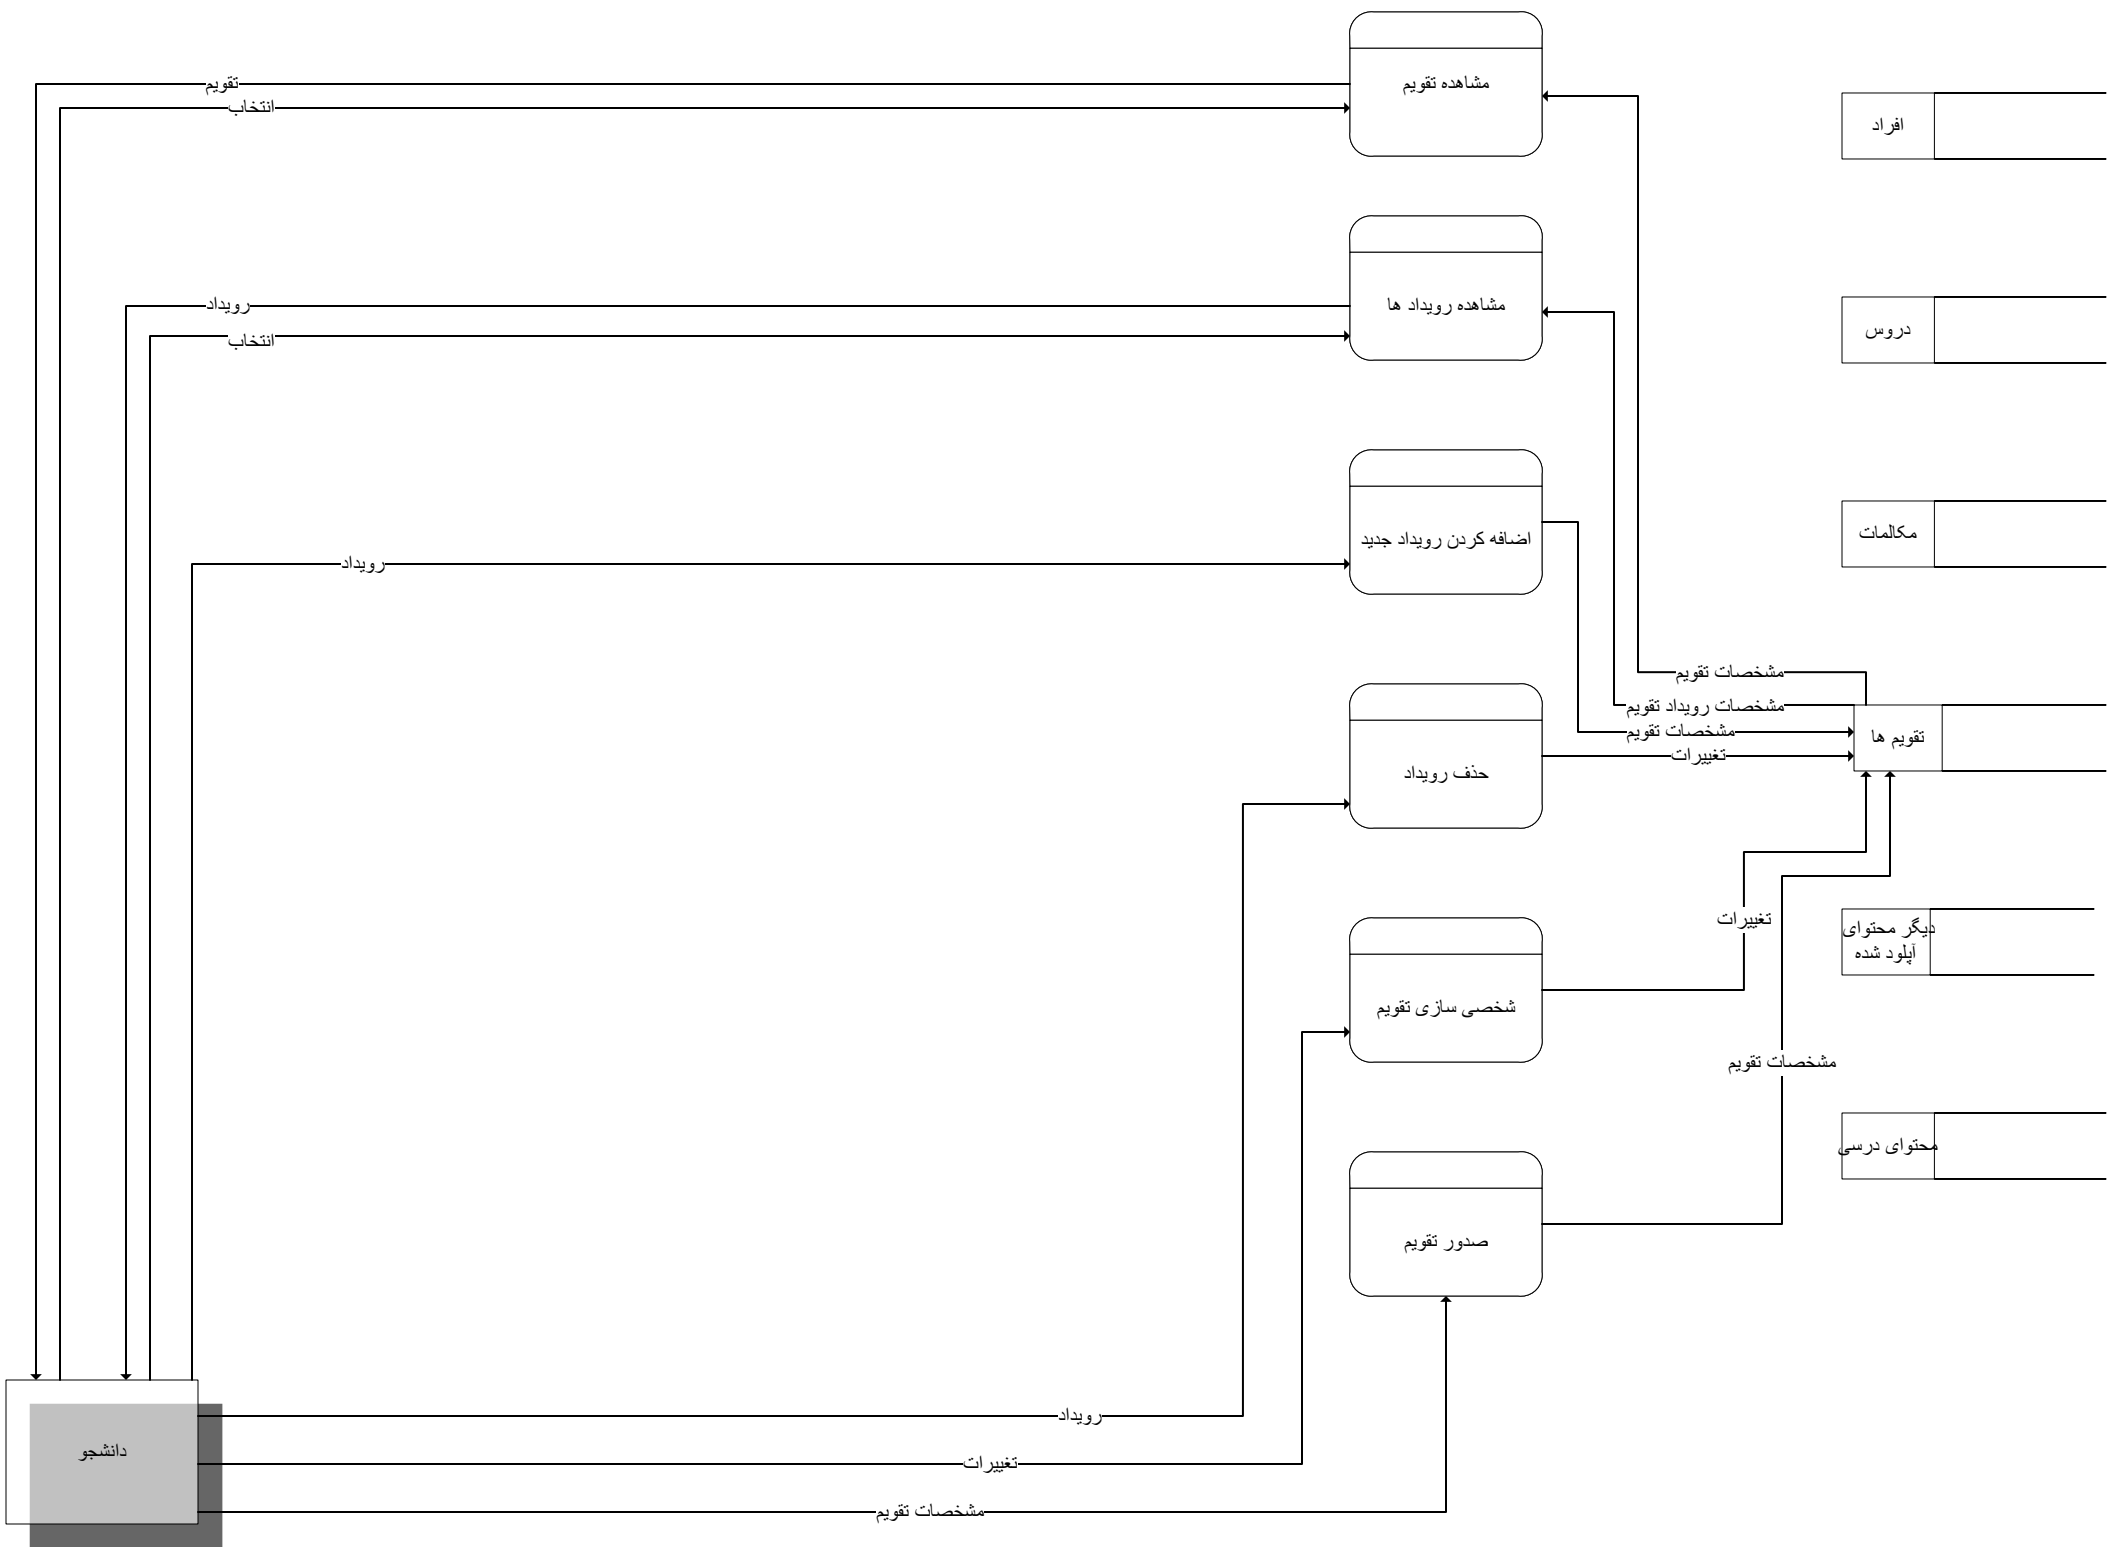 تقویم
انتخاب
مشاهده تقویم
افراد
رویداد
انتخاب
مشاهده رویداد ها
دروس
رویداد
اضافه کردن رویداد جدید
مکالمات
مشخصات تقویم
مشخصات رویداد تقویم
مشخصات تقویم
تغییرات
تقویم ها
حذف رویداد
تغییرات
دیگر محتوای
آپلود شده
شخصی سازی تقویم
مشخصات تقویم
محتوای درسی
صدور تقویم
رویداد
دانشجو
تغییرات
مشخصات تقویم